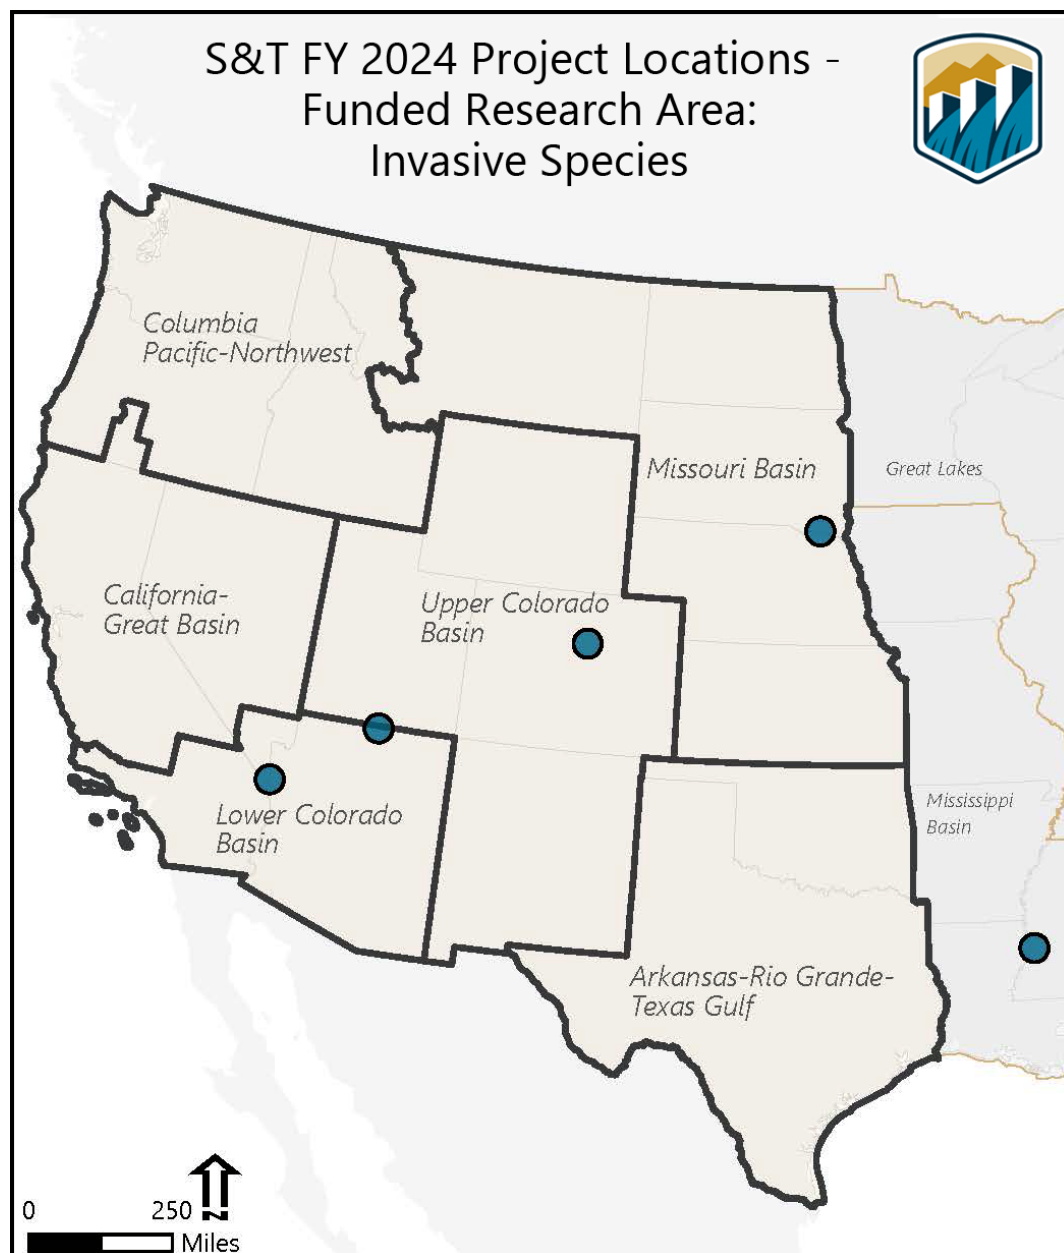 S&T FY 2024 Project Locations -
Funded Research Area:
Invasive Species
Columbia
Pacific-Northwest
Missouri Basin
Great Lakes
California-
Great Basin
Upper Colorado
Basin
Lower Colorado
Basin
Mississippi
Basin
Arkansas-Rio Grande-
Texas Gulf
N
0 250
Miles